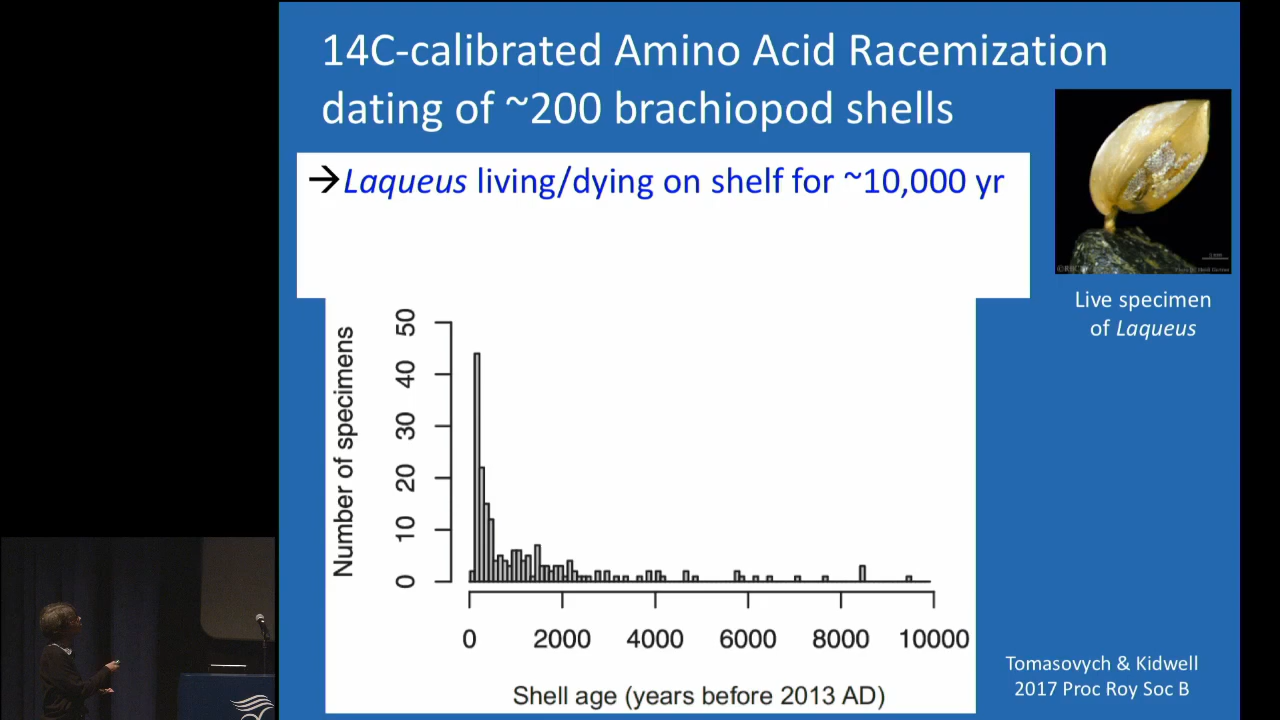 14C-calibrated Amino Acid Racemization
dating of ~200 brachiopod shells
→Laqueus living/dying on shelf for ~10,000 yr
Live specimen
of Laqueus
Number of specimens
50
40
30
20
10
0
0 2000 4000 6000 8000 10000
Shell age (years before 2013 AD)
Tomasovych & Kidwell
2017 Proc Roy Soc B